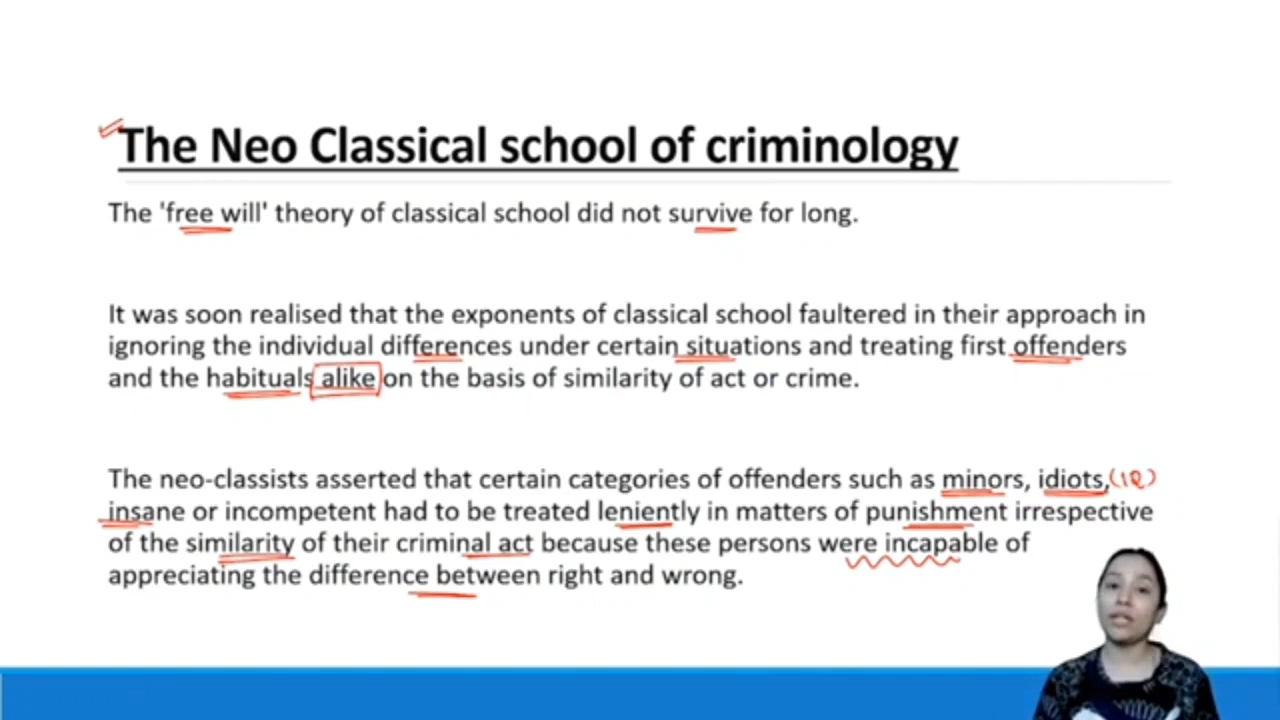 The Neo Classical school of criminology
The 'free will' theory of classical school did not survive for long.
It was soon realised that the exponents of classical school faultered in their approach in
ignoring the individual differences under certain situations and treating first offenders
and the habituals alike on the basis of similarity of act or crime.
The neo-classists asserted that certain categories of offenders such as minors, idiots, (IQ)
insane or incompetent had to be treated leniently in matters of punishment irrespective
of the similarity of their criminal act because these persons were incapable of
appreciating the difference between right and wrong.